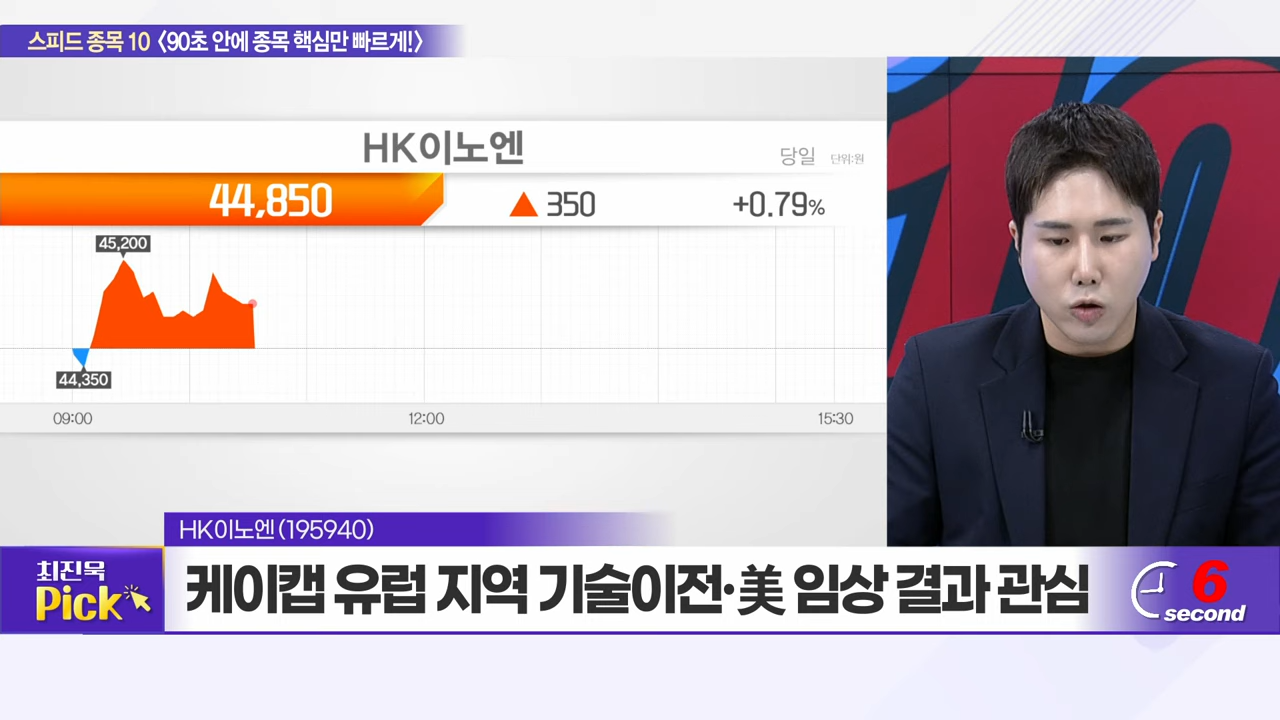 스피드 종목 10 〈90초 안에 종목 핵심만 빠르게!〉
HK이노엔
당일 단위:원
44,850 ▲ 350 +0.79%
45,200
44,350
09:00 12:00 15:30
HK이노엔(195940)
최진욱
Pick
케이캡 유럽 지역 기술이전·美 임상 결과 관심
6
second